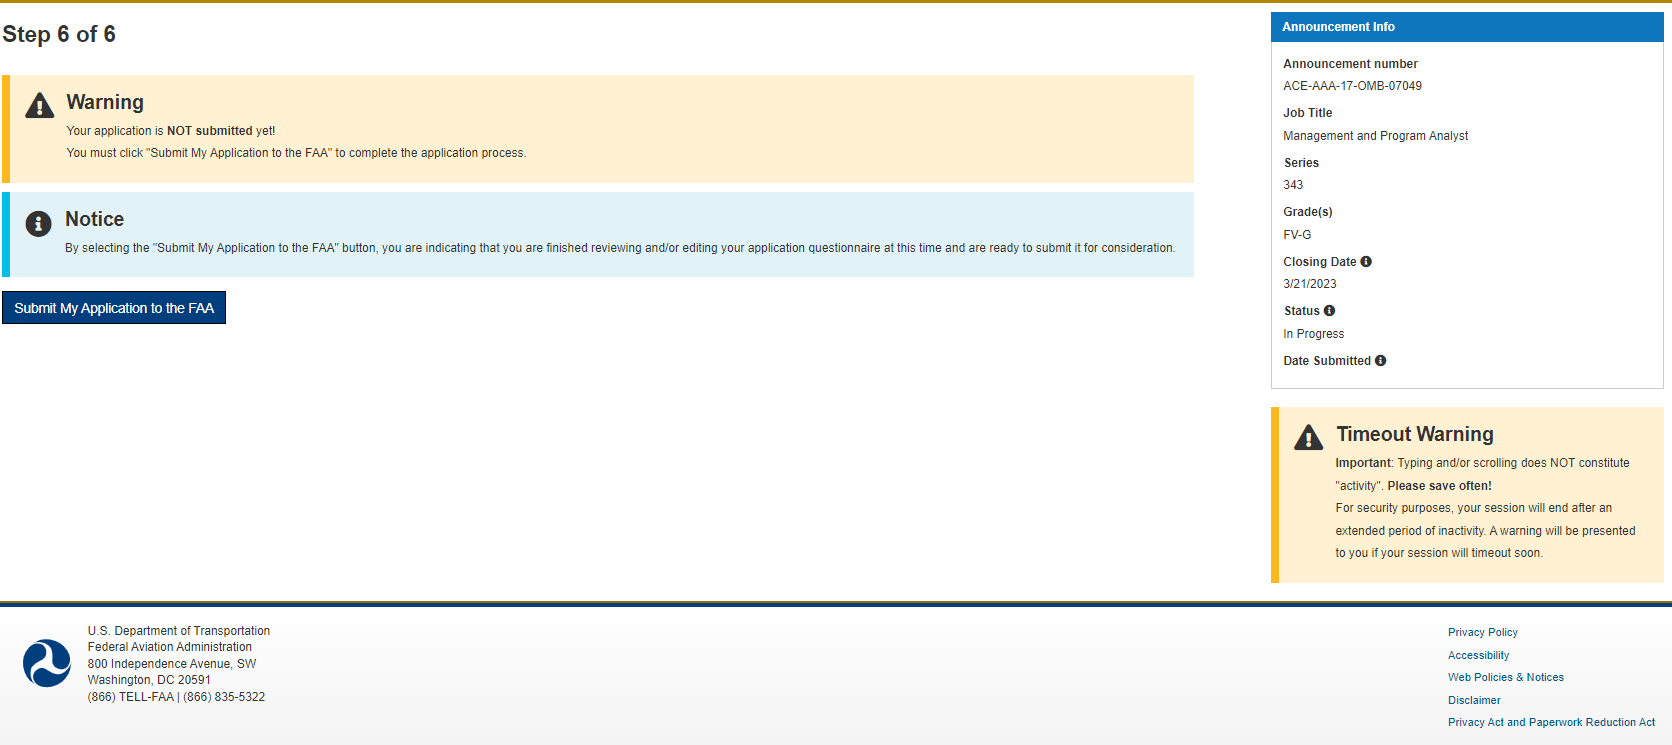 Step 6 of 6
Warning
Your application is NOT submitted yet!
You must click "Submit My Application to the FAA" to complete the application process.
Notice
By selecting the "Submit My Application to the FAA" button, you are indicating that you are finished reviewing and/or editing your application questionnaire at this time and are ready to submit it for consideration.
Submit My Application to the FAA
Announcement Info
Announcement number
ACE-AAA-17-OMB-07049
Job Title
Management and Program Analyst
Series
343
Grade(s)
FV-G
Closing Date
3/21/2023
Status
In Progress
Date Submitted
Timeout Warning
Important: Typing and/or scrolling does NOT constitute
"activity". Please save often!
For security purposes, your session will end after an
extended period of inactivity. A warning will be presented
to you if your session will timeout soon.
U.S. Department of Transportation
Federal Aviation Administration
800 Independence Avenue, SW
Washington, DC 20591
(866) TELL-FAA | (866) 835-5322
Privacy Policy
Accessibility
Web Policies & Notices
Disclaimer
Privacy Act and Paperwork Reduction Act